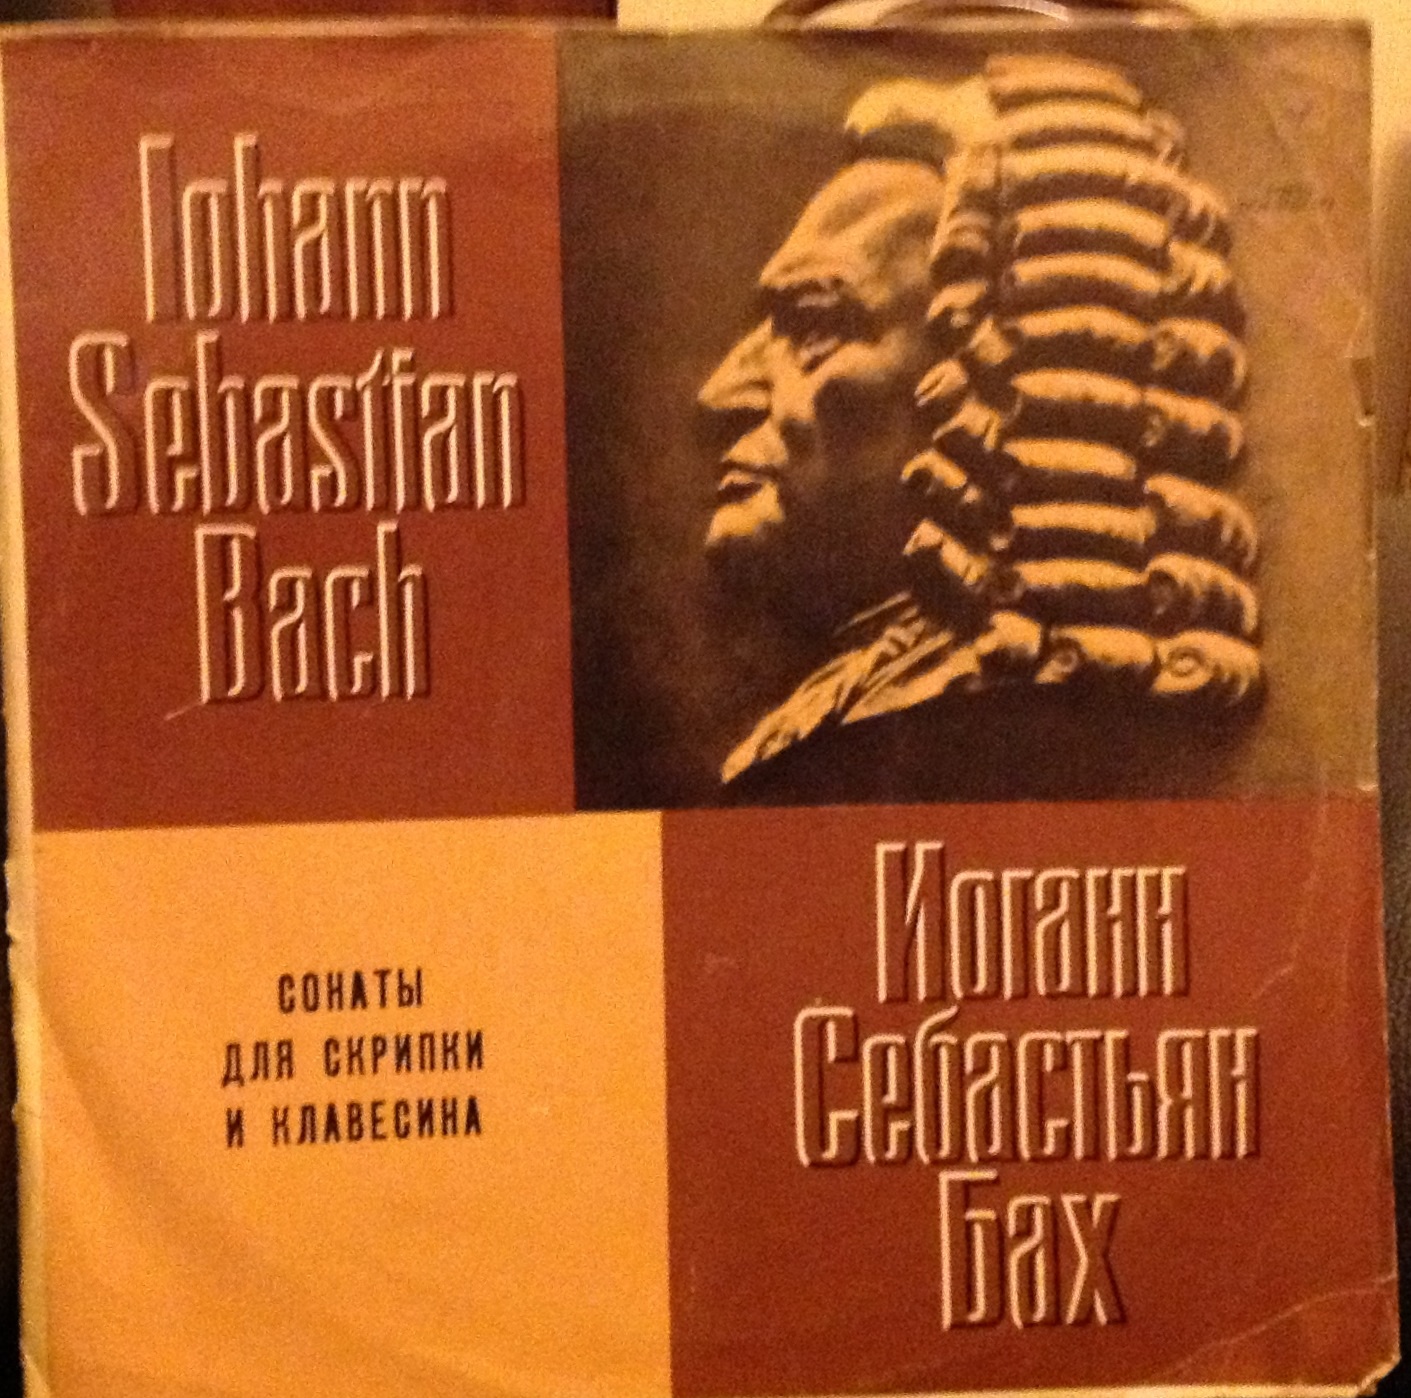 Iohann
Sebastian
Bach
СОНАТЫ
ДЛЯ СКРИПКИ
И КЛАВЕСИНА
Иоганн
Себастьян
Бах